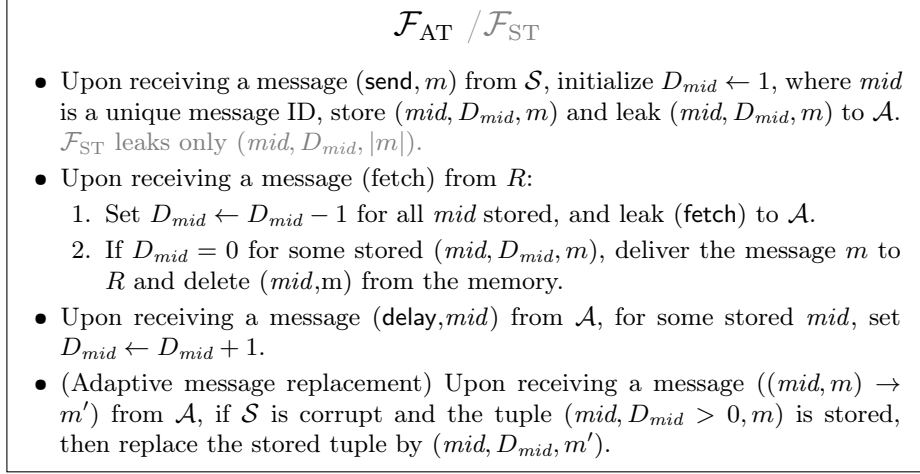 F_AT / F_ST
• Upon receiving a message (send, m) from S, initialize D_mid ← 1, where mid
is a unique message ID, store (mid, D_mid, m) and leak (mid, D_mid, m) to A.
F_ST leaks only (mid, D_mid, |m|).
• Upon receiving a message (fetch) from R:
1. Set D_mid ← D_mid − 1 for all mid stored, and leak (fetch) to A.
2. If D_mid = 0 for some stored (mid, D_mid, m), deliver the message m to
R and delete (mid,m) from the memory.
• Upon receiving a message (delay,mid) from A, for some stored mid, set
D_mid ← D_mid + 1.
• (Adaptive message replacement) Upon receiving a message ((mid, m) →
m′) from A, if S is corrupt and the tuple (mid, D_mid > 0, m) is stored,
then replace the stored tuple by (mid, D_mid, m′).